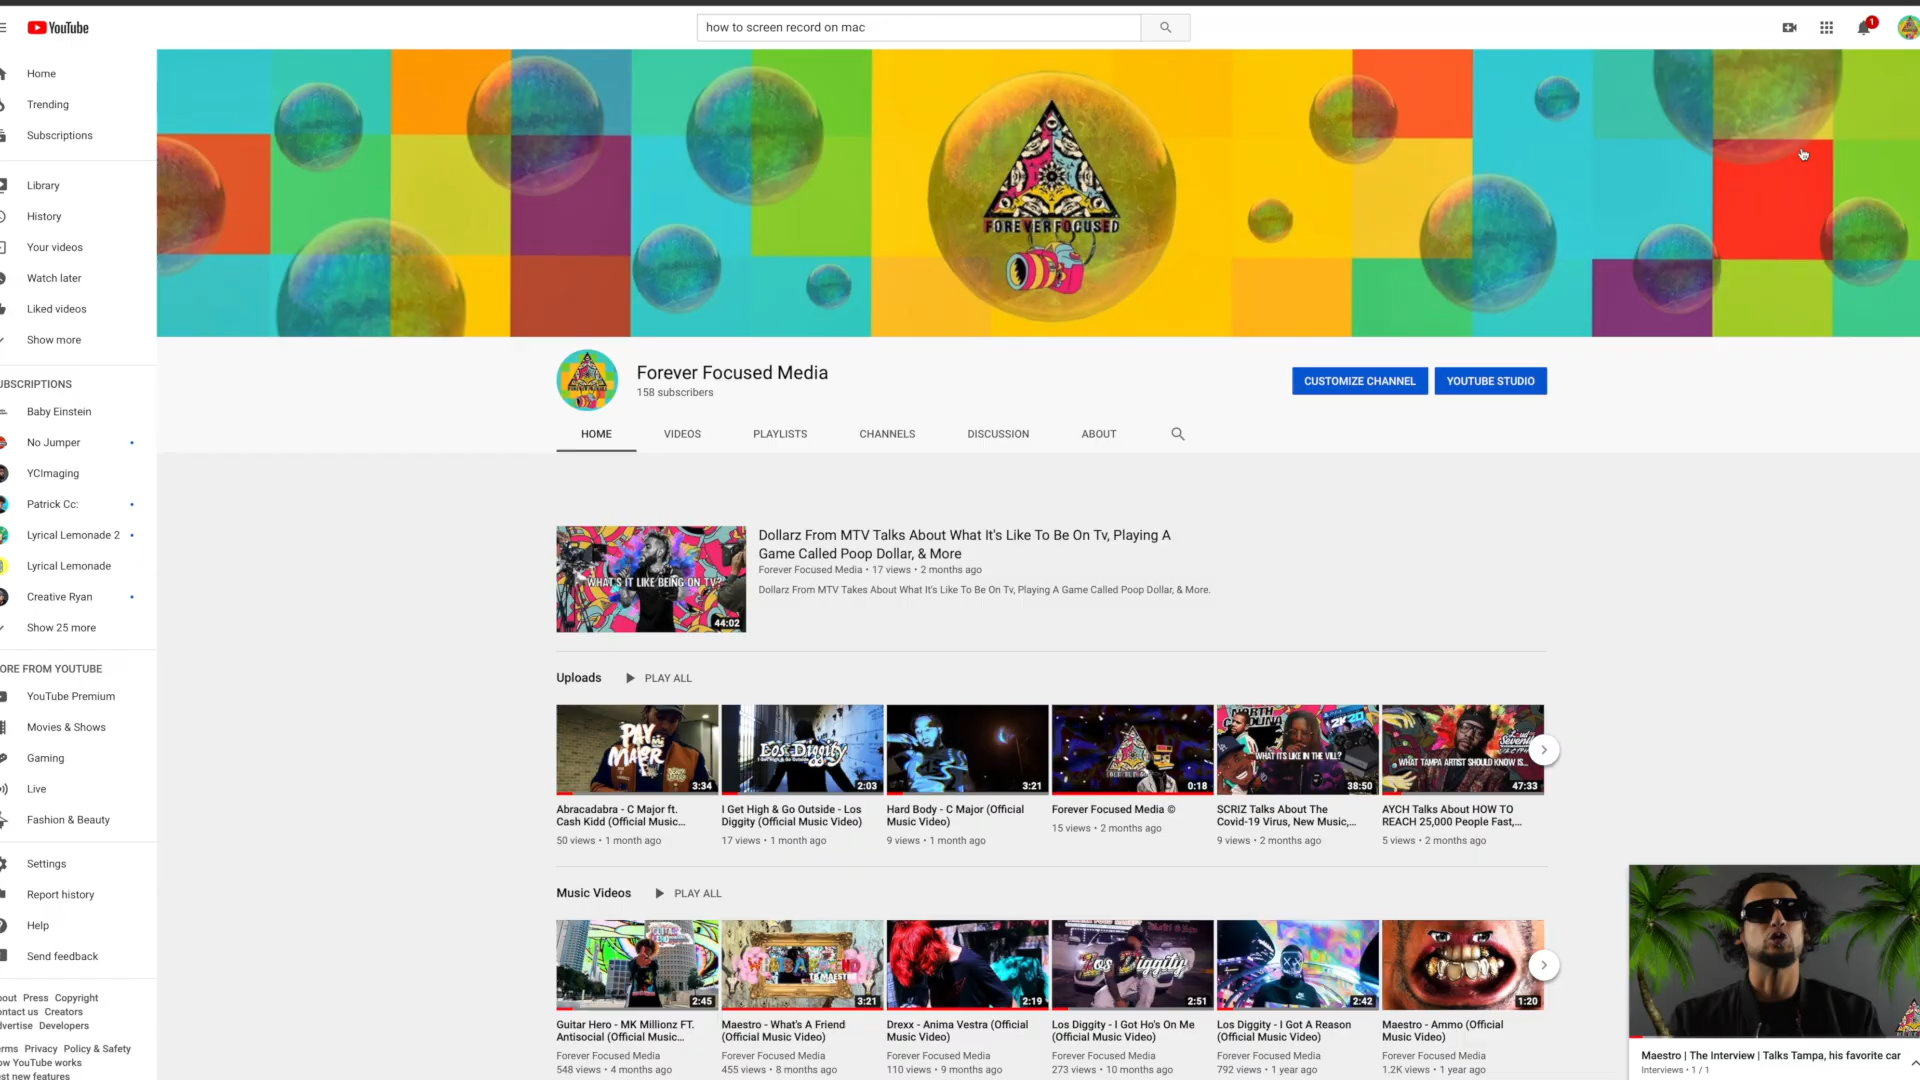 YouTube
how to screen record on mac
1
Home
Trending
Subscriptions
Library
History
Your videos
Watch later
Liked videos
Show more
UBSCRIPTIONS
Baby Einstein
No Jumper
YCImaging
Patrick Cc:
Lyrical Lemonade 2
Lyrical Lemonade
Creative Ryan
Show 25 more
ORE FROM YOUTUBE
YouTube Premium
Movies & Shows
Gaming
Live
Fashion & Beauty
Settings
Report history
Help
Send feedback
out Press Copyright
ontact us Creators
dvertise Developers
rms Privacy Policy & Safety
ow YouTube works
est new features
FOREVER FOCUSED
Forever Focused Media
158 subscribers
CUSTOMIZE CHANNEL
YOUTUBE STUDIO
HOME VIDEOS PLAYLISTS CHANNELS DISCUSSION ABOUT
WHAT'S IT LIKE BEING ON TV?
44:02
Dollarz From MTV Talks About What It's Like To Be On Tv, Playing A
Game Called Poop Dollar, & More
Forever Focused Media • 17 views • 2 months ago
Dollarz From MTV Takes About What It's Like To Be On Tv, Playing A Game Called Poop Dollar, & More.
Uploads PLAY ALL
3:34
Abracadabra - C Major ft.
Cash Kidd (Official Music...
50 views • 1 month ago
Los Diggity
I Get High & Go Outside
2:03
I Get High & Go Outside - Los
Diggity (Official Music Video)
17 views • 1 month ago
3:21
Hard Body - C Major (Official
Music Video)
9 views • 1 month ago
0:18
Forever Focused Media ©
15 views • 2 months ago
NORTH
CAROLINA
2K20
WHAT ITS LIKE IN THE VILL?
38:50
SCRIZ Talks About The
Covid-19 Virus, New Music,...
9 views • 2 months ago
WHAT TAMPA ARTIST SHOULD KNOW IS...
47:33
AYCH Talks About HOW TO
REACH 25,000 People Fast,...
5 views • 2 months ago
Music Videos PLAY ALL
2:45
Guitar Hero - MK Millionz FT.
Antisocial (Official Music...
Forever Focused Media
548 views • 4 months ago
3:21
Maestro - What's A Friend
(Official Music Video)
Forever Focused Media
455 views • 8 months ago
2:19
Drexx - Anima Vestra (Official
Music Video)
Forever Focused Media
110 views • 9 months ago
Los Diggity
2:51
Los Diggity - I Got Ho's On Me
(Official Music Video)
Forever Focused Media
273 views • 10 months ago
2:42
Los Diggity - I Got A Reason
(Official Music Video)
Forever Focused Media
792 views • 1 year ago
1:20
Maestro - Ammo (Official
Music Video)
Forever Focused Media
1.2K views • 1 year ago
Maestro | The Interview | Talks Tampa, his favorite car
Interviews • 1 / 1